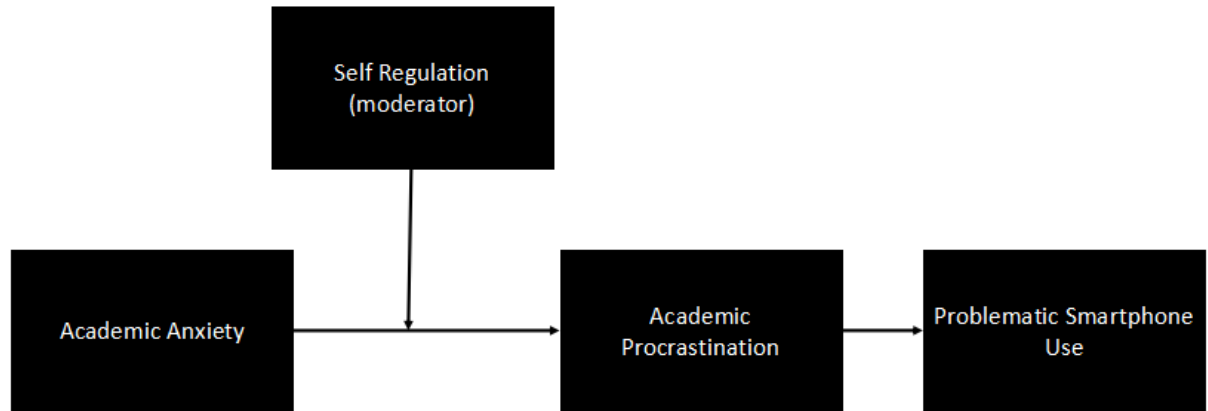 Self Regulation
(moderator)
Academic Anxiety
Academic
Procrastination
Problematic Smartphone
Use